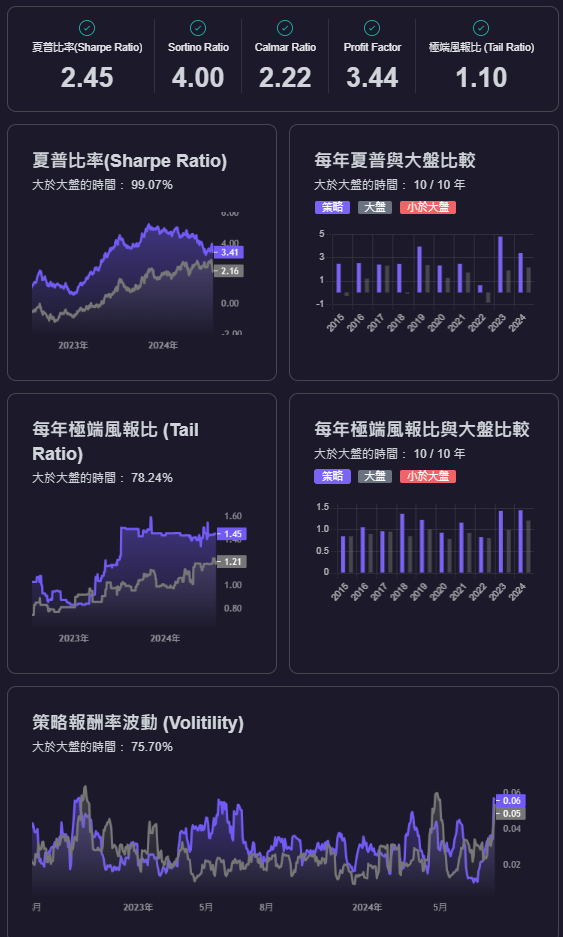 夏普比率(Sharpe Ratio) Sortino Ratio Calmar Ratio Profit Factor 極端風報比 (Tail Ratio)
2.45 4.00 2.22 3.44 1.10
夏普比率(Sharpe Ratio)
大於大盤的時間： 99.07%
6.00
4.00
3.41
2.16
0.00
-2.00
2023年 2024年
每年夏普與大盤比較
大於大盤的時間： 10 / 10 年
策略 大盤 小於大盤
5
3
1
-1
2015 2016 2017 2018 2019 2020 2021 2022 2023 2024
每年極端風報比 (Tail
Ratio)
大於大盤的時間： 78.24%
1.60
1.45
1.40
1.21
1.00
0.80
2023年 2024年
每年極端風報比與大盤比較
大於大盤的時間： 10 / 10 年
策略 大盤 小於大盤
1.5
1.0
0.5
0
2015 2016 2017 2018 2019 2020 2021 2022 2023 2024
策略報酬率波動 (Volitility)
大於大盤的時間： 75.70%
0.06
0.06
0.05
0.04
0.02
月 2023年 5月 8月 2024年 5月